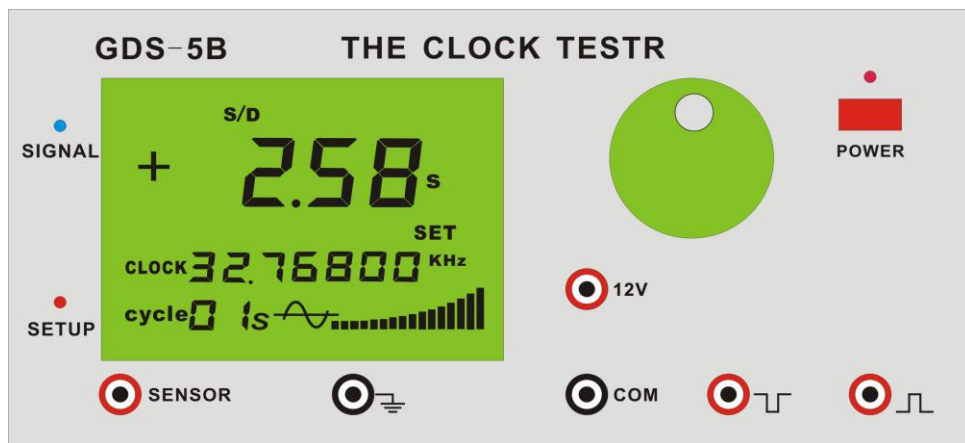 GDS-5B THE CLOCK TESTR
S/D
SIGNAL
+ 2.58 s
POWER
SET
CLOCK 32.76800 KHz
12V
cycle 01s
SETUP
SENSOR
COM